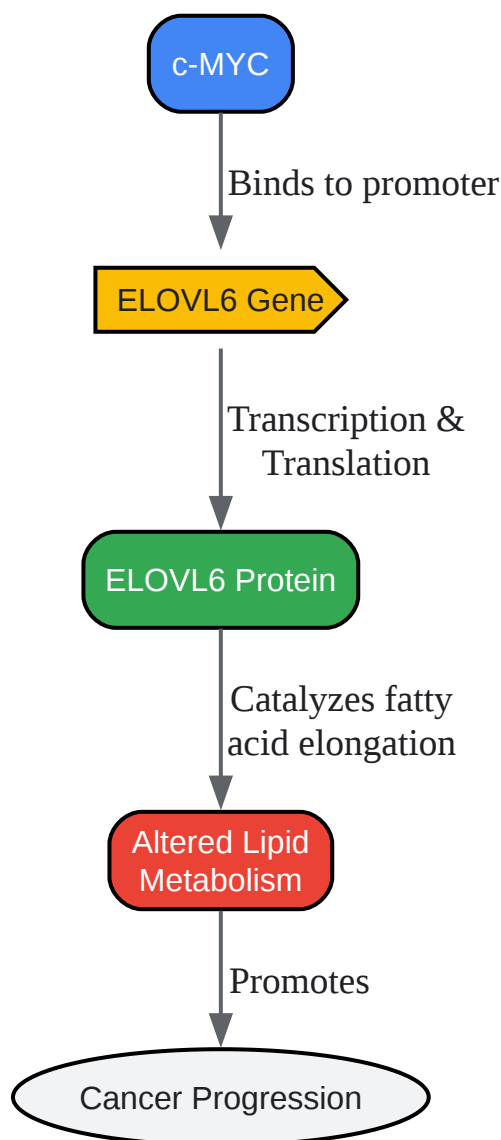 c-MYC
Binds to promoter
ELOVL6 Gene
Transcription &
Translation
ELOVL6 Protein
Catalyzes fatty
acid elongation
Altered Lipid
Metabolism
Promotes
Cancer Progression